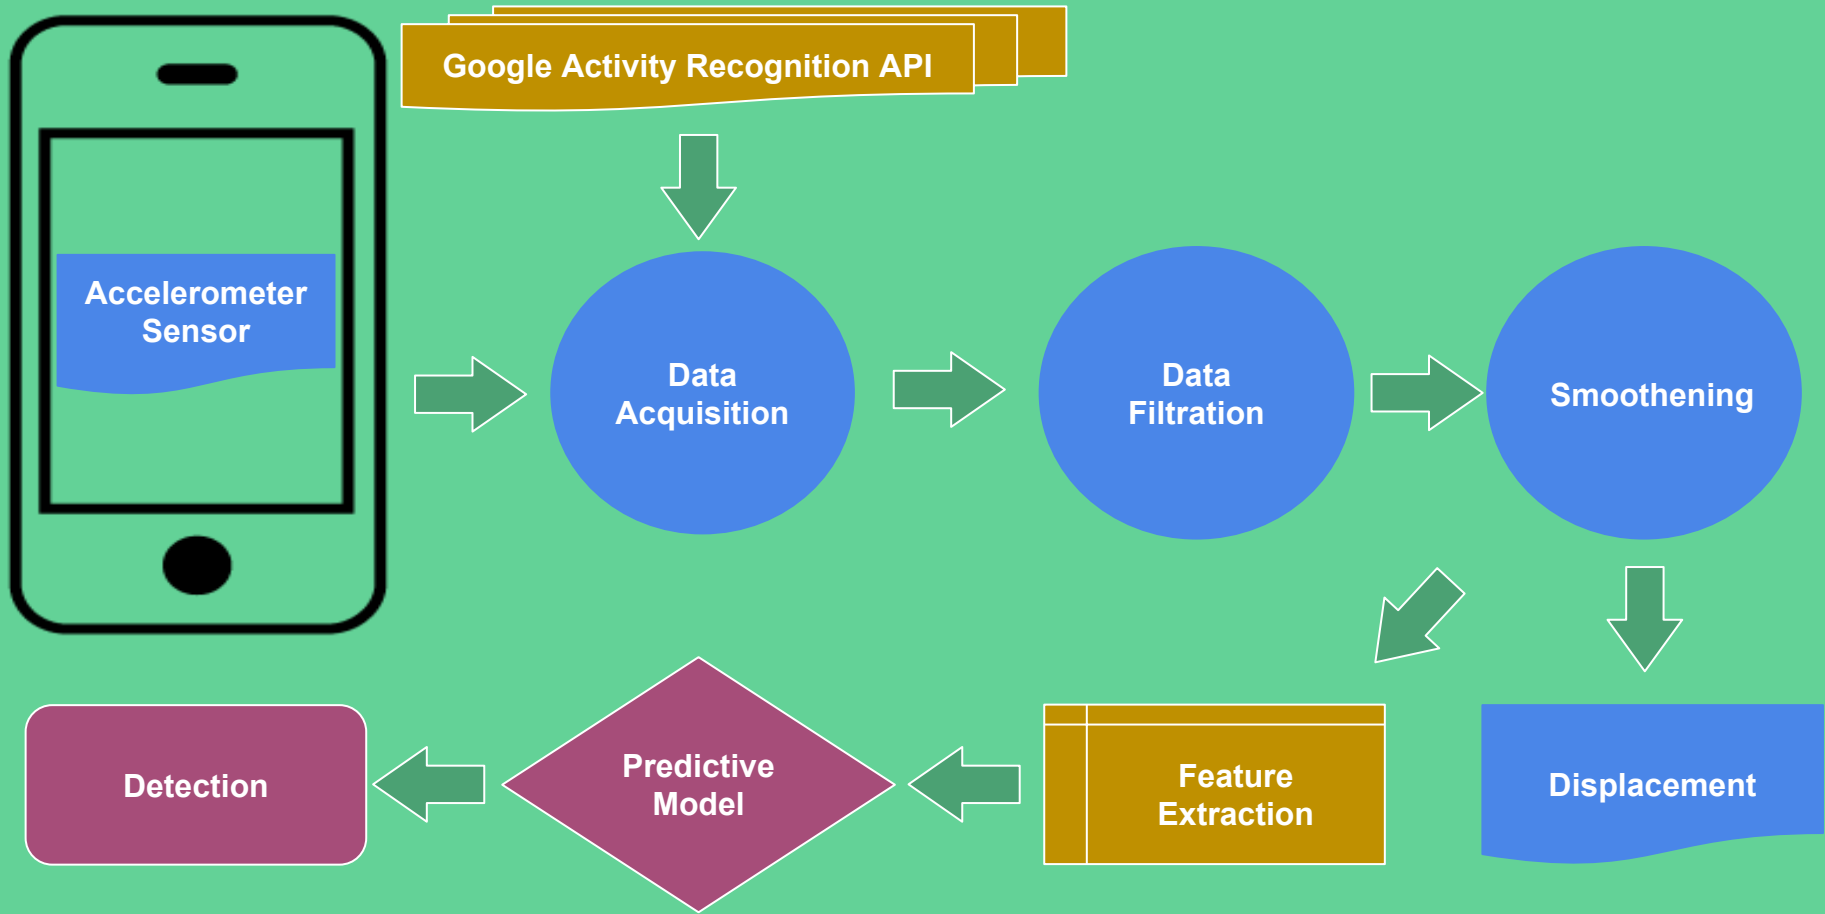 Google Activity Recognition API
Accelerometer
Sensor
Data
Acquisition
Data
Filtration
Smoothening
Detection
Predictive
Model
Feature
Extraction
Displacement